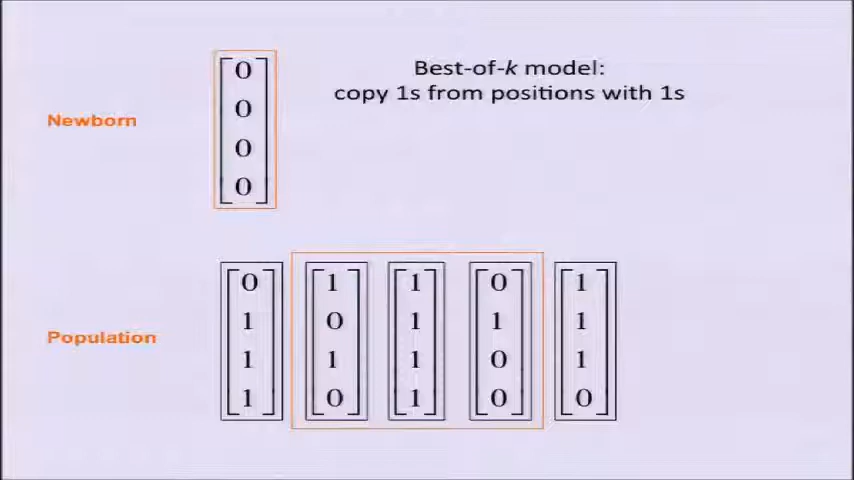 Best-of-k model:
copy 1s from positions with 1s
Newborn
0
0
0
0
Population
0 1 1 0 1
1 0 1 1 1
1 1 1 0 1
1 0 1 0 0